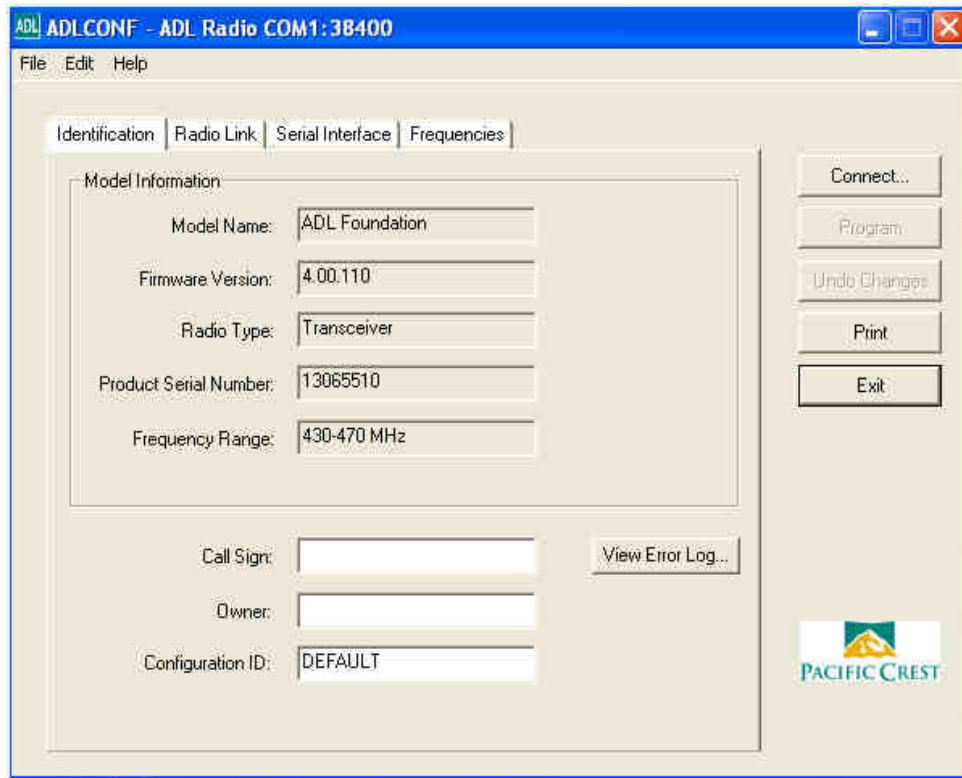 ADL ADLCONF - ADL Radio COM1:38400
File Edit Help
Identification Radio Link Serial Interface Frequencies
Model Information
Model Name: ADL Foundation
Firmware Version: 4.00.110
Radio Type: Transceiver
Product Serial Number: 13065510
Frequency Range: 430-470 MHz
Call Sign:
View Error Log...
Owner:
Configuration ID: DEFAULT
Connect...
Program
Undo Changes
Print
Exit
PACIFIC CREST